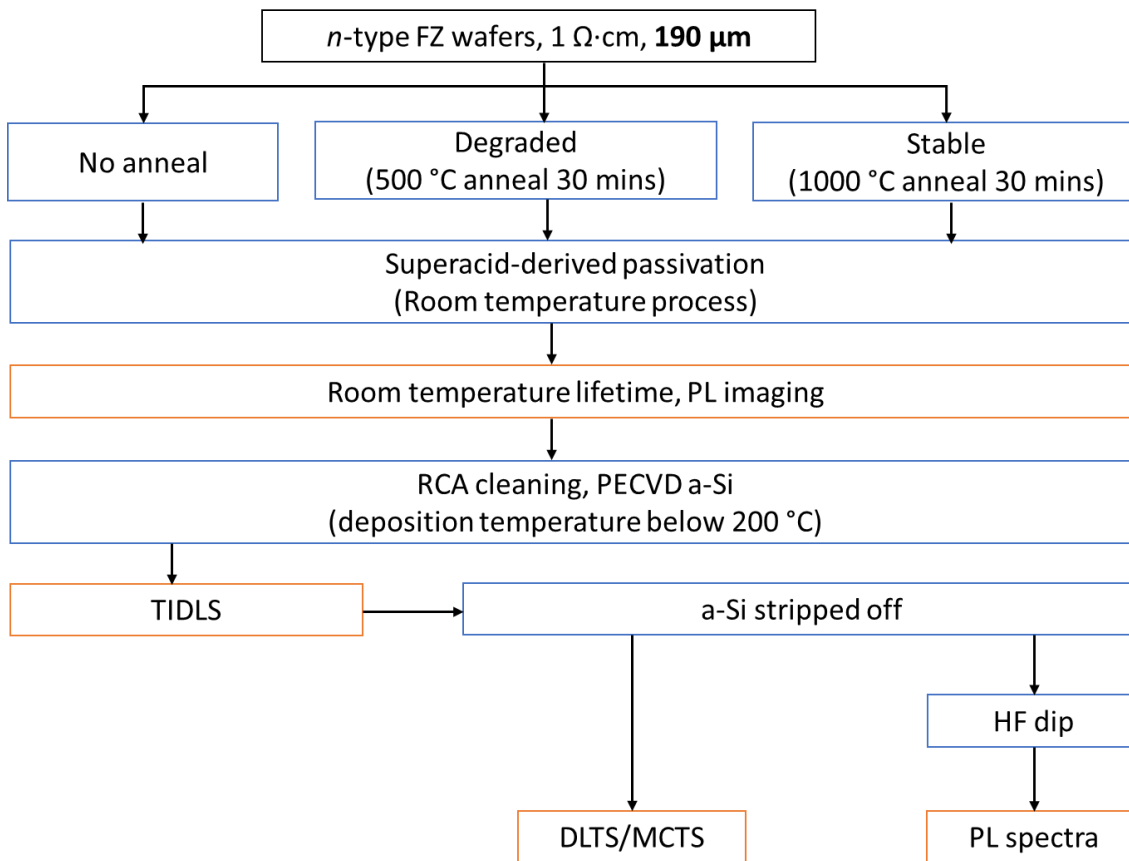 n-type FZ wafers, 1 Ω·cm, 190 µm
No anneal
Degraded
(500 °C anneal 30 mins)
Stable
(1000 °C anneal 30 mins)
Superacid-derived passivation
(Room temperature process)
Room temperature lifetime, PL imaging
RCA cleaning, PECVD a-Si
(deposition temperature below 200 °C)
TIDLS
a-Si stripped off
HF dip
DLTS/MCTS
PL spectra